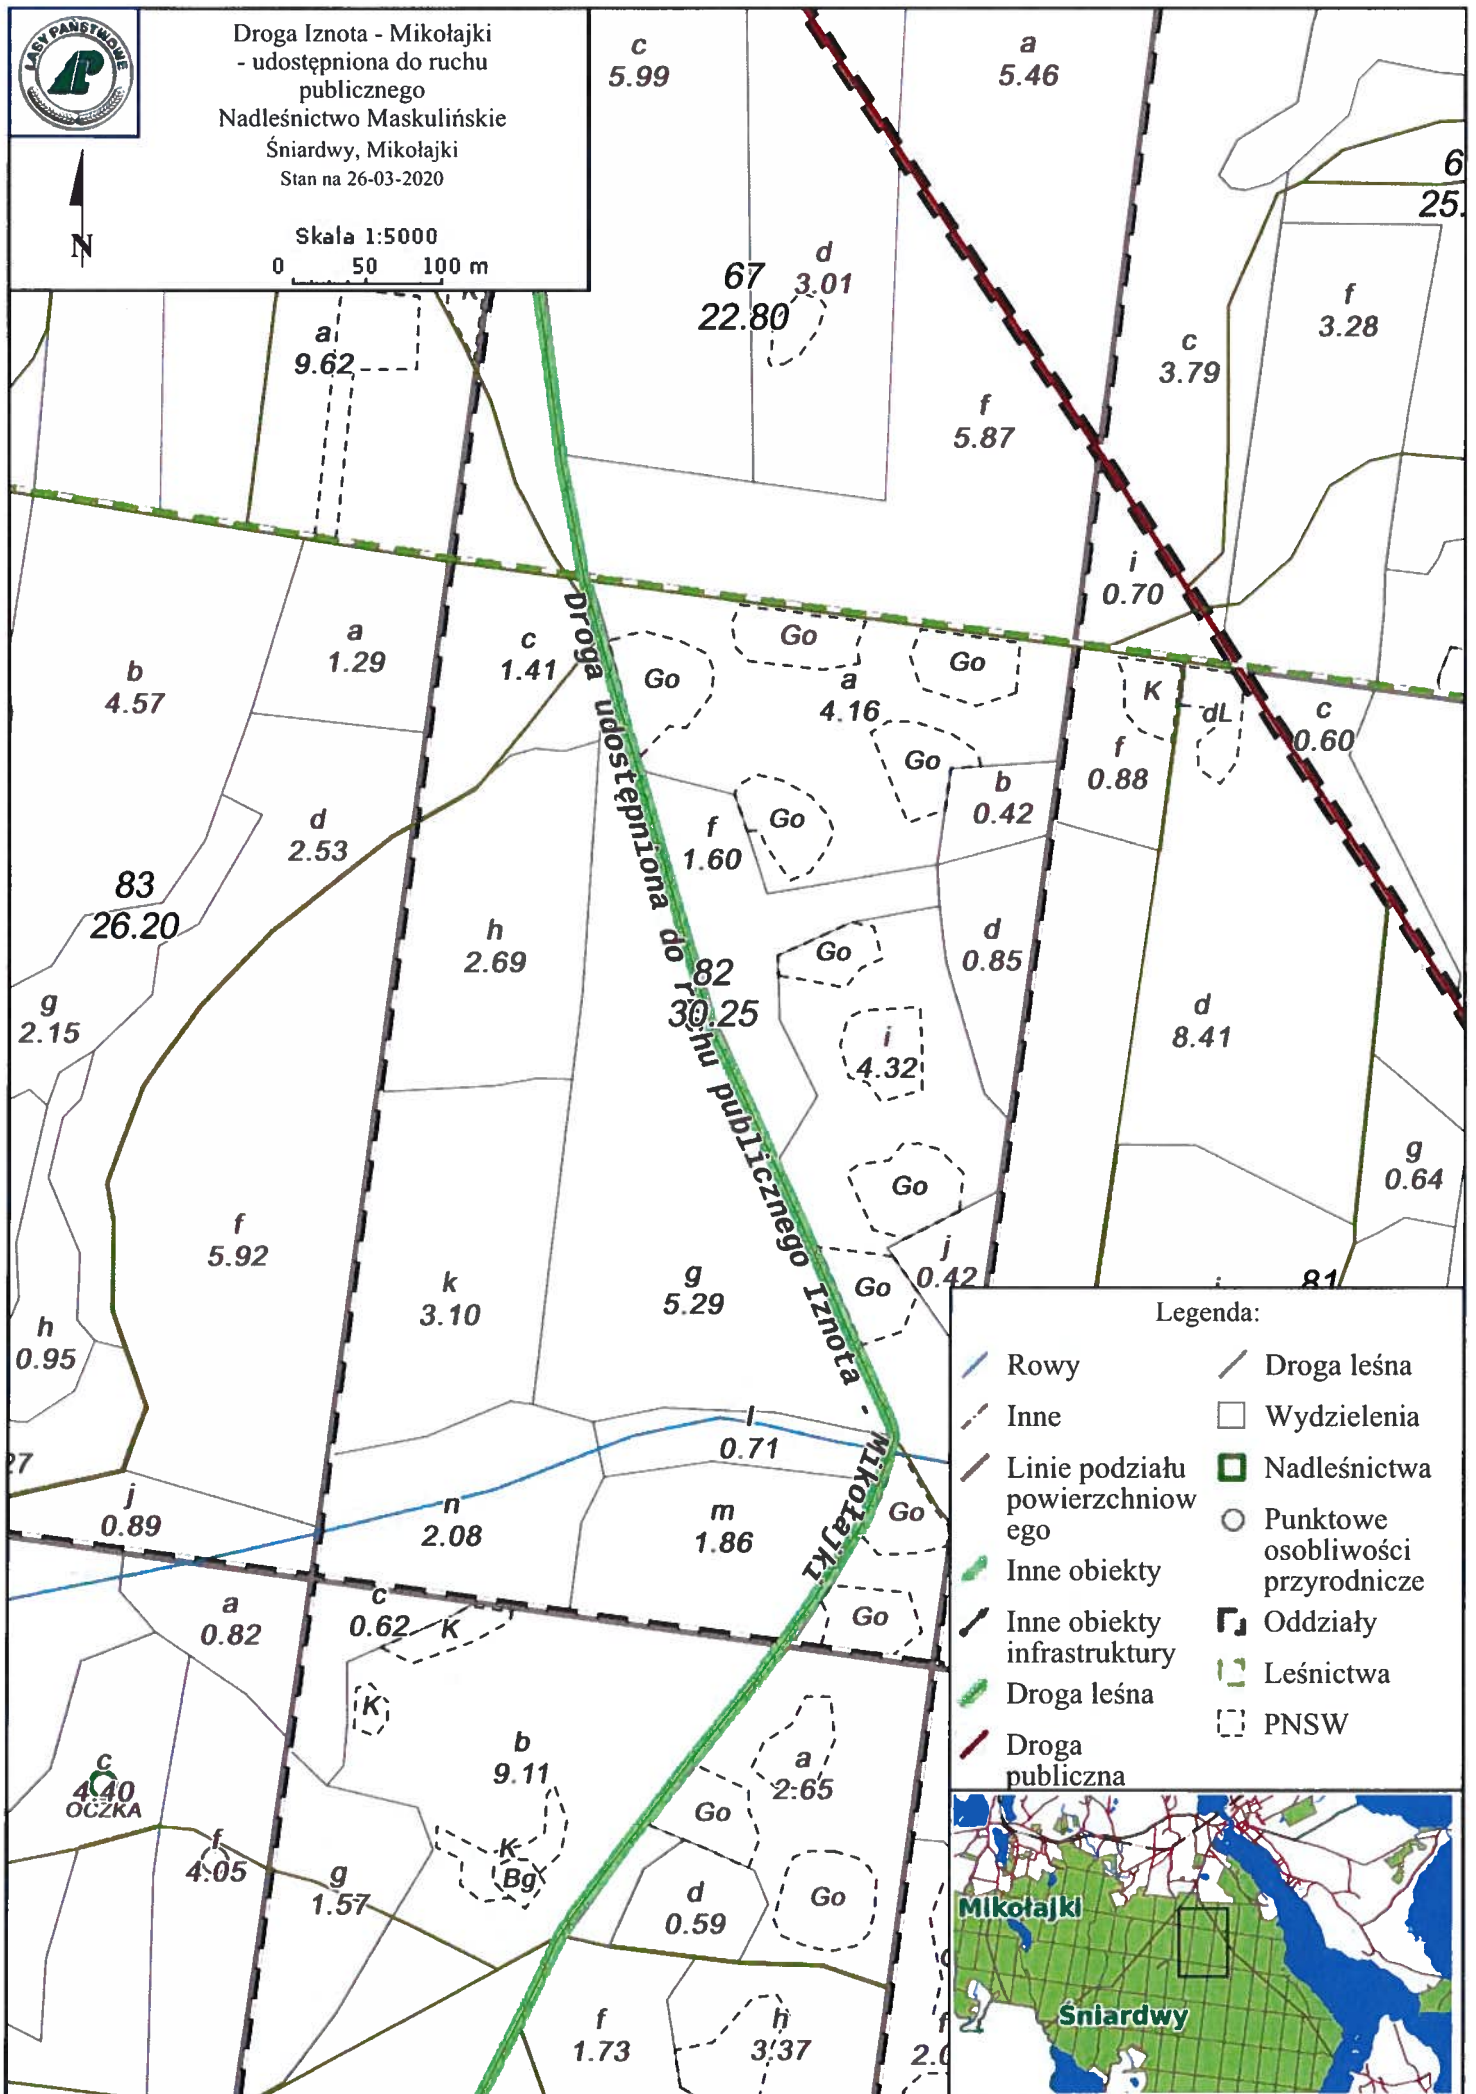 LASY PAŃSTWOWE
Droga Iznota - Mikołajki
- udostępniona do ruchu
publicznego
Nadleśnictwo Maskulińskie
Śniardwy, Mikołajki
Stan na 26-03-2020
N
Skala 1:5000
0 50 100 m
c
5.99
a
5.46
6
25.
67
22.80
d
3.01
f
3.28
a
9.62
K
c
3.79
f
5.87
i
0.70
b
4.57
a
1.29
c
1.41
Go
Go
Go
a
4.16
K
dL
c
0.60
Go
f
0.88
b
0.42
d
2.53
f
1.60
Go
83
26.20
h
2.69
Go
d
0.85
82
30.25
g
2.15
i
4.32
d
8.41
Droga udostępniona do ruchu publicznego Iznota - Mikołajki
Go
g
0.64
f
5.92
k
3.10
g
5.29
Go
j
0.42
81
h
0.95
27
l
0.71
j
0.89
n
2.08
m
1.86
Go
a
0.82
c
0.62
K
Go
K
b
9.11
a
2.65
c
4.40
OCZKA
Go
f
4.05
g
1.57
K
Bg
d
0.59
Go
f
1.73
h
3.37
f
2.0
Legenda:
Rowy
Inne
Linie podziału
powierzchniow
ego
Inne obiekty
Inne obiekty
infrastruktury
Droga leśna
Droga
publiczna
Droga leśna
Wydzielenia
Nadleśnictwa
Punktowe
osobliwości
przyrodnicze
Oddziały
Leśnictwa
PNSW
Mikołajki
Śniardwy